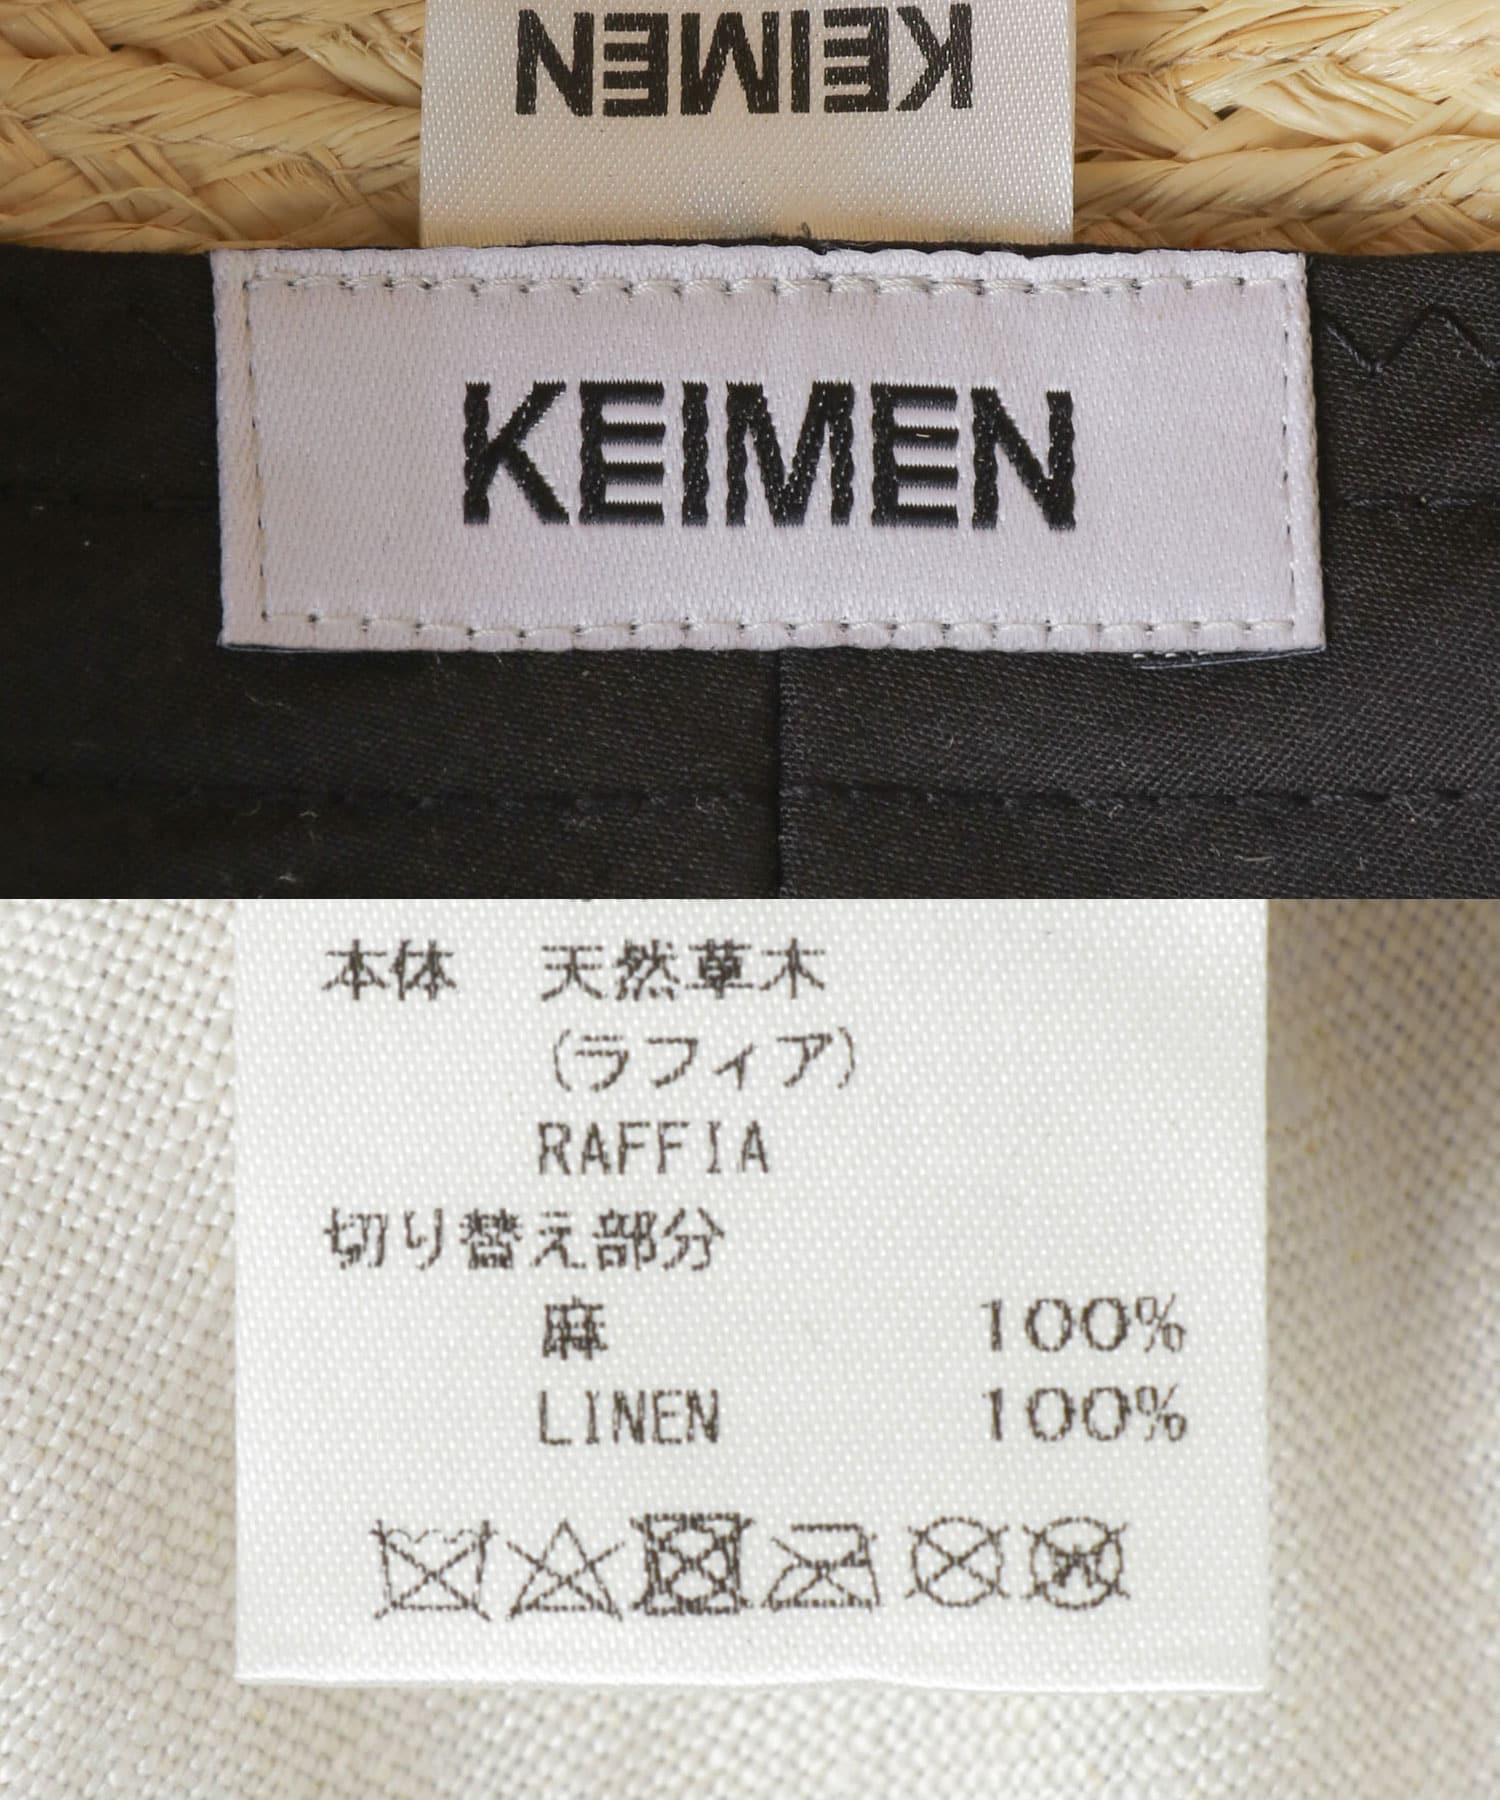 KEIMEN
KEIMEN
本体 天然草木
(ラフィア)
RAFFIA
切り替え部分
麻 100%
LINEN 100%